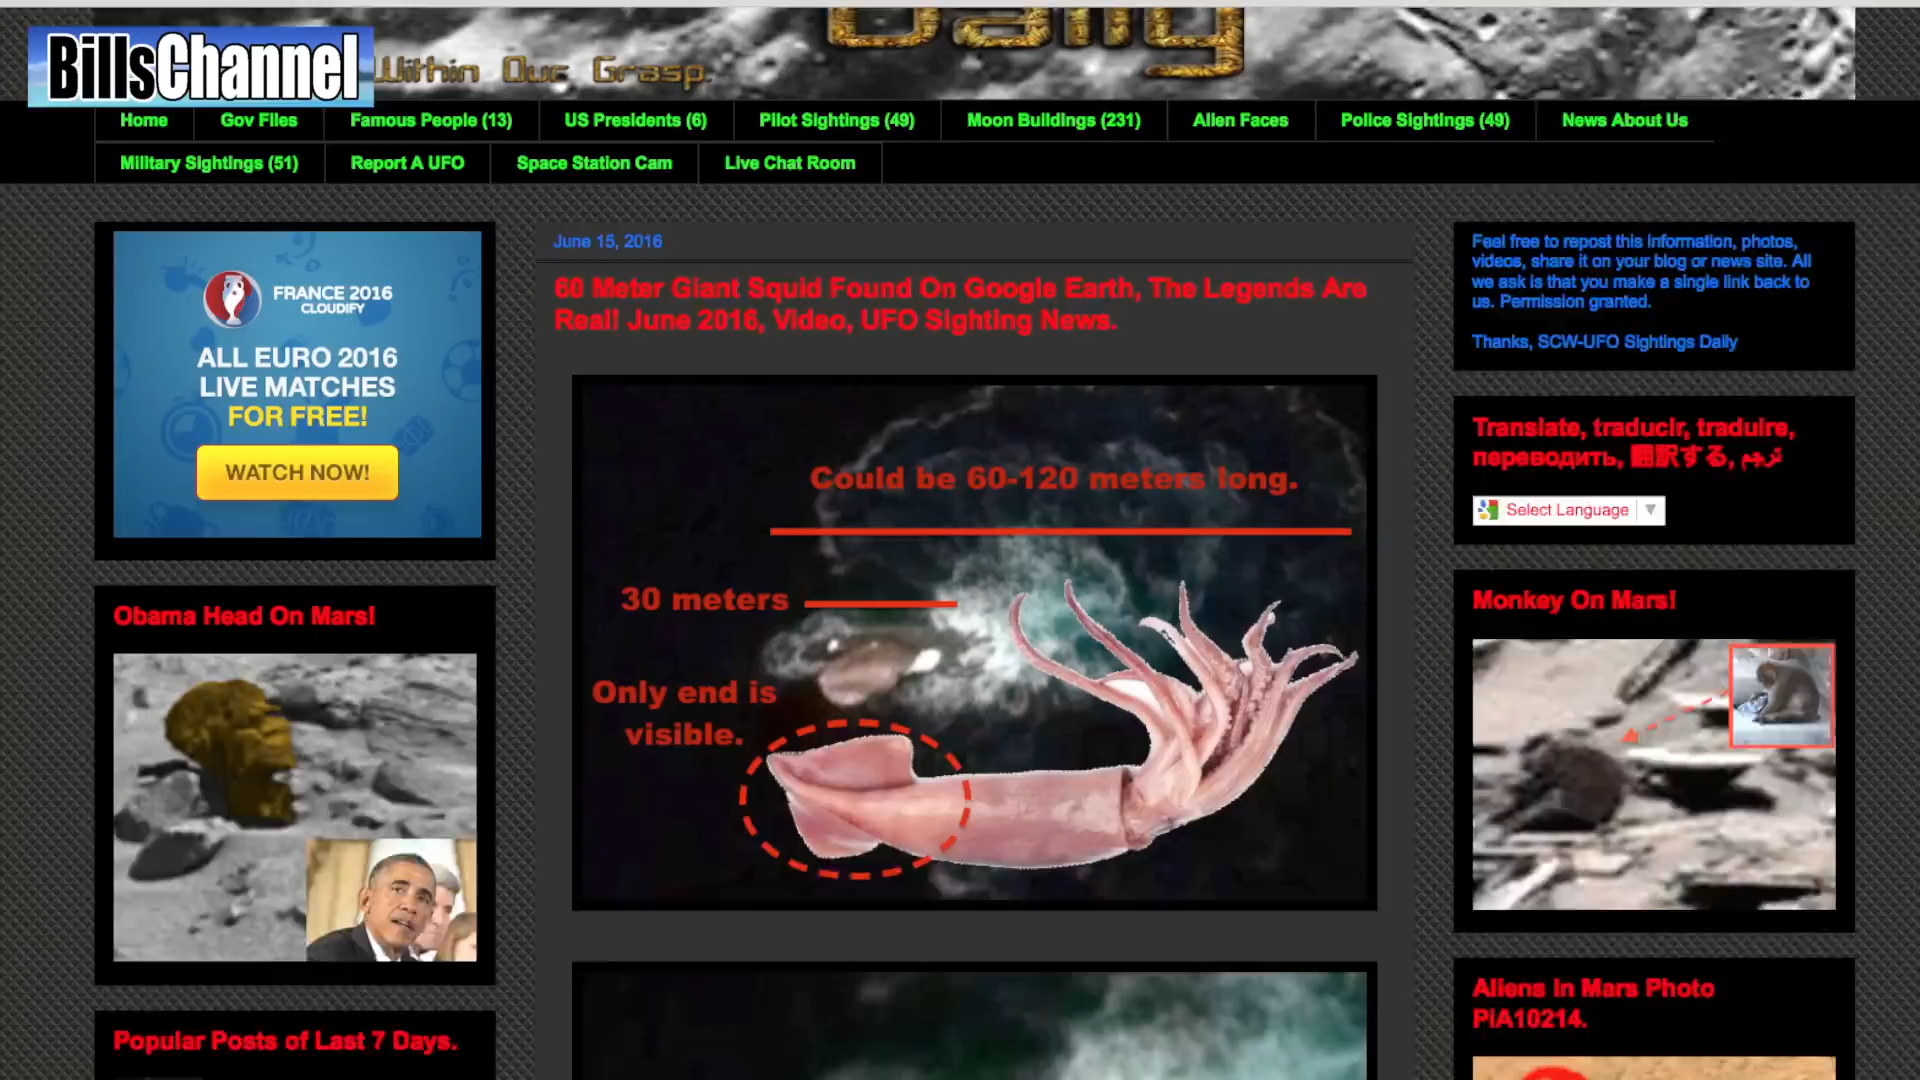 Daily
Within Our Grasp.
BillsChannel
Home
Gov Files
Famous People (13)
US Presidents (6)
Pilot Sightings (49)
Moon Buildings (231)
Alien Faces
Police Sightings (49)
News About Us
Military Sightings (51)
Report A UFO
Space Station Cam
Live Chat Room
FRANCE 2016
CLOUDIFY
ALL EURO 2016
LIVE MATCHES
FOR FREE!
WATCH NOW!
Obama Head On Mars!
Popular Posts of Last 7 Days.
June 15, 2016
60 Meter Giant Squid Found On Google Earth, The Legends Are
Real! June 2016, Video, UFO Sighting News.
Could be 60-120 meters long.
30 meters
Only end is
visible.
Feel free to repost this information, photos,
videos, share it on your blog or news site. All
we ask is that you make a single link back to
us. Permission granted.
Thanks, SCW-UFO Sightings Daily
Translate, traducir, traduire,
переводить, 翻訳する, ترجم
Select Language
Monkey On Mars!
Aliens In Mars Photo
PIA10214.